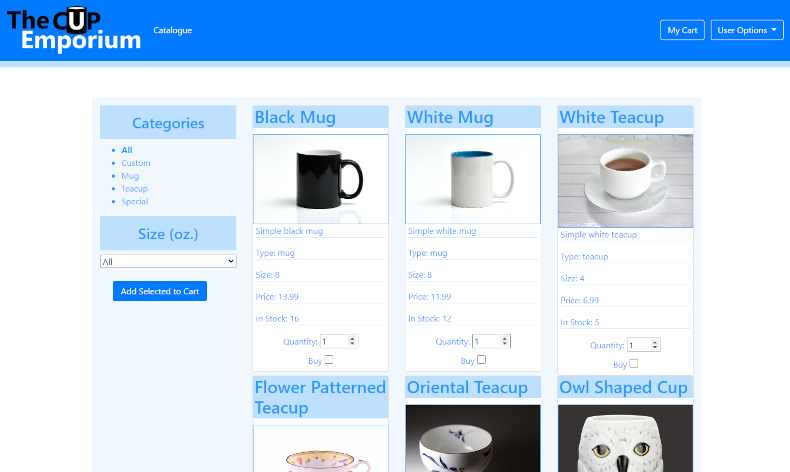 The CUP
Emporium
Catalogue
My Cart
User Options
Categories
All
Custom
Mug
Teacup
Special
Size (oz.)
All
Add Selected to Cart
Black Mug
Simple black mug
Type: mug
Size: 8
Price: 13.99
In Stock: 16
Quantity: 1
Buy
White Mug
Simple white mug
Type: mug
Size: 8
Price: 11.99
In Stock: 12
Quantity: 1
Buy
White Teacup
Simple white teacup
Type: teacup
Size: 4
Price: 6.99
In Stock: 5
Quantity: 1
Buy
Flower Patterned
Teacup
Oriental Teacup
Owl Shaped Cup